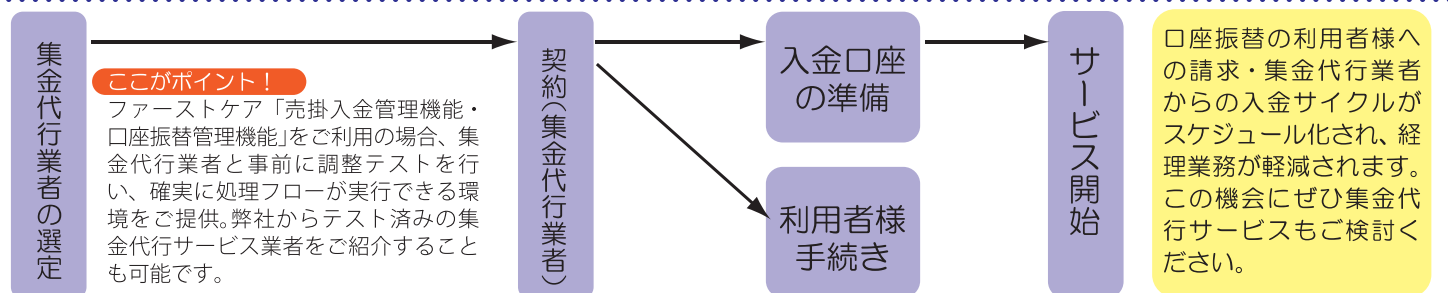 集金代行業者の選定
ここがポイント！
ファーストケア「売掛入金管理機能・
口座振替管理機能」をご利用の場合、集
金代行業者と事前に調整テストを行
い、確実に処理フローが実行できる環
境をご提供。弊社からテスト済みの集
金代行サービス業者をご紹介すること
も可能です。
契約（集金代行業者）
入金口座
の準備
利用者様
手続き
サービス開始
口座振替の利用者様へ
の請求・集金代行業者
からの入金サイクルが
スケジュール化され、経
理業務が軽減されます。
この機会にぜひ集金代
行サービスもご検討く
ださい。